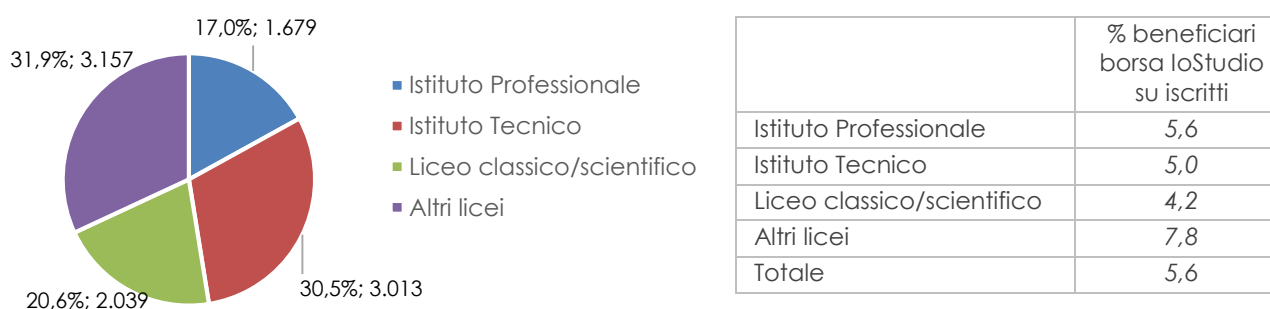 17,0%; 1.679
31,9%; 3.157
20,6%; 2.039
30,5%; 3.013
Istituto Professionale
Istituto Tecnico
Liceo classico/scientifico
Altri licei
% beneficiari
borsa IoStudio
su iscritti
Istituto Professionale 5,6
Istituto Tecnico 5,0
Liceo classico/scientifico 4,2
Altri licei 7,8
Totale 5,6